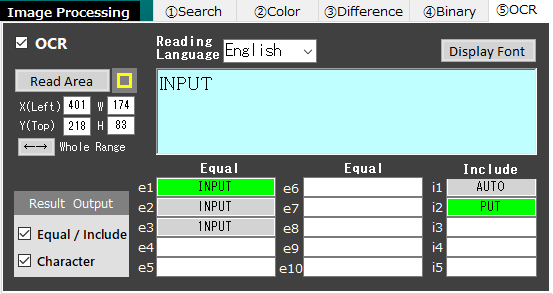 Image Processing ①Search ②Color ③Difference ④Binary ⑤OCR
OCR
Reading Language English Display Font
Read Area
X(Left) 401 W 174
Y(Top) 218 H 83
←→ Whole Range
INPUT
Equal Equal Include
e1 INPUT e6 i1 AUTO
e2 lNPUT e7 i2 PUT
e3 1NPUT e8 i3
e4 e9 i4
e5 e10 i5
Result Output
Equal / Include
Character